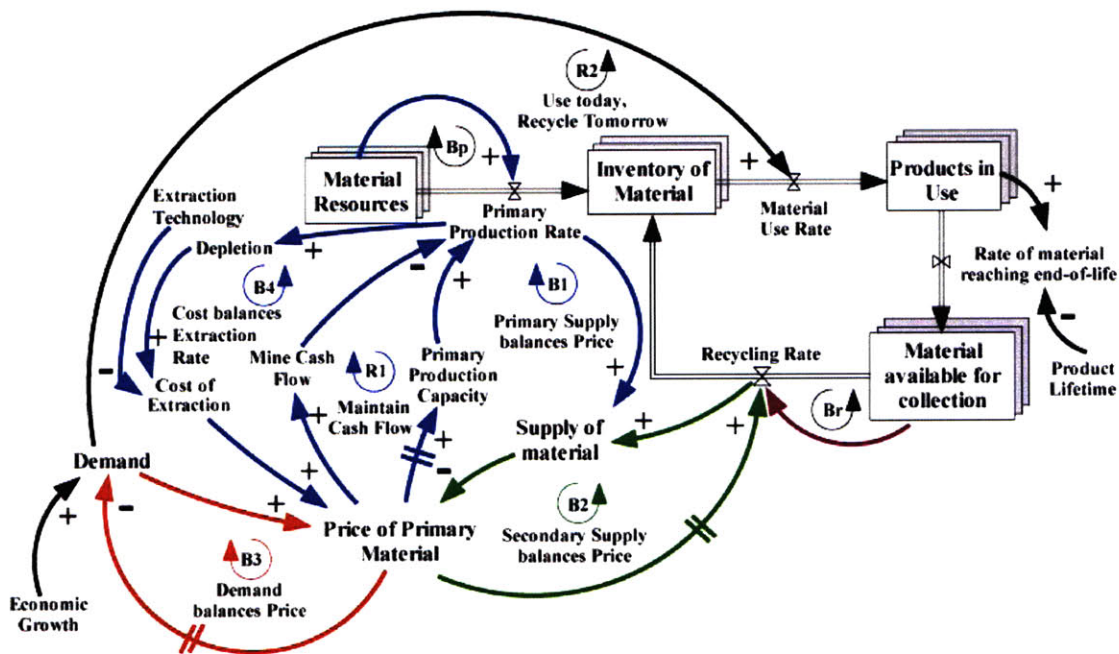 R2
Use today,
Recycle Tomorrow
Bp
+
+
+
Material
Resources
Inventory of
Material
Products in
Use
Extraction
Technology
Primary
Production Rate
Material
Use Rate
Depletion
+
-
+
B4
B1
Rate of material
reaching end-of-life
Cost balances
Extraction
Rate
+
Primary Supply
balances Price
-
Mine Cash
Flow
R1
Primary
Production
Capacity
Recycling Rate
Material
available for
collection
Product
Lifetime
-
Cost of
Extraction
Maintain
Cash Flow
+
Br
+
+
+
+
Supply of
material
Demand
+
-
+
+
-
Price of Primary
Material
B2
Secondary Supply
balances Price
+
B3
Demand
balances Price
Economic
Growth